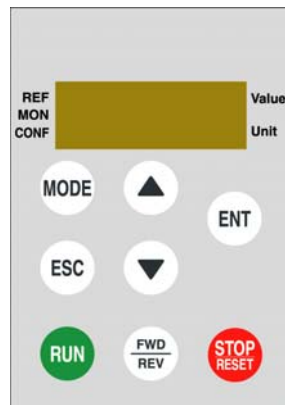 REF
MON
CONF
Value
Unit
MODE
ENT
ESC
RUN
FWD
REV
STOP
RESET